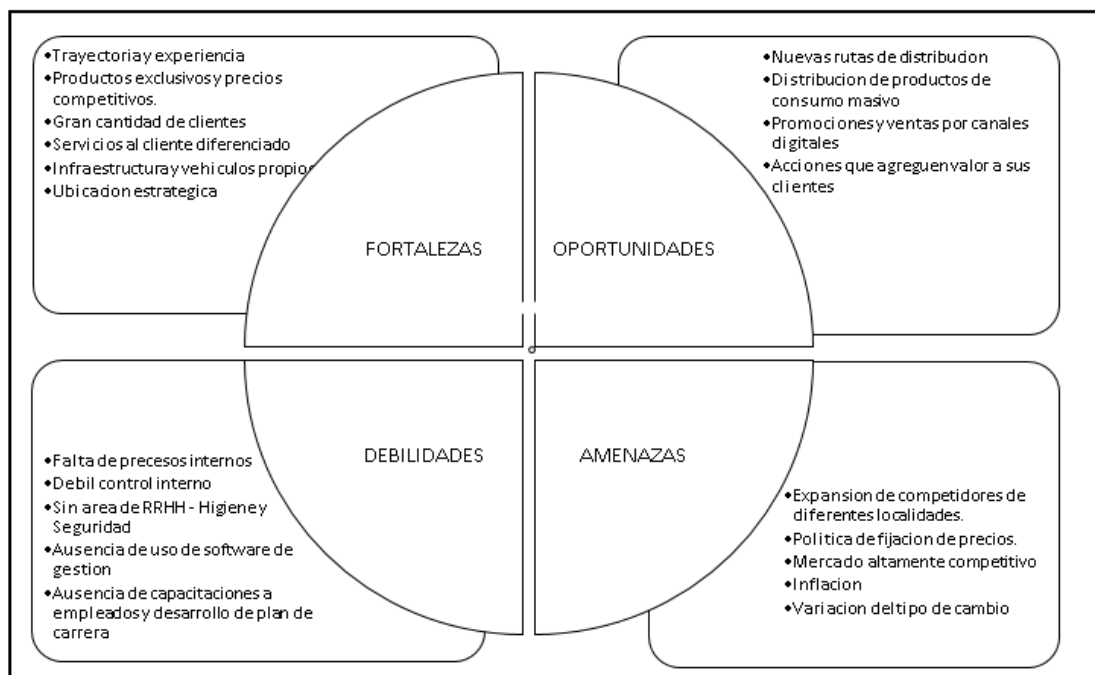 •Trayectoria y experiencia
•Productos exclusivos y precios
competitivos.
•Gran cantidad de clientes
•Servicios al cliente diferenciado
•Infraestructura y vehiculos propios
•Ubicacion estrategica
•Nuevas rutas de distribucion
•Distribucion de productos de
consumo masivo
•Promociones y ventas por canales
digitales
•Acciones que agreguen valor a sus
clientes
FORTALEZAS
OPORTUNIDADES
DEBILIDADES
AMENAZAS
•Falta de precesos internos
•Debil control interno
•Sin area de RRHH - Higiene y
Seguridad
•Ausencia de uso de software de
gestion
•Ausencia de capacitaciones a
empleados y desarrollo de plan de
carrera
•Expansion de competidores de
diferentes localidades.
•Politica de fijacion de precios.
•Mercado altamente competitivo
•Inflacion
•Variacion del tipo de cambio